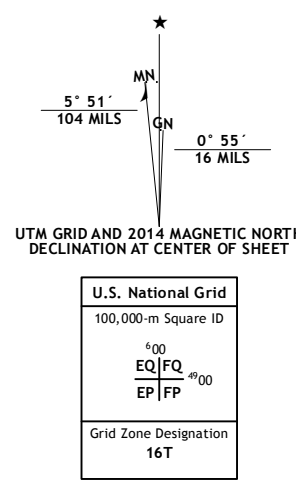 ★
MN
5° 51´
104 MILS
GN
0° 55´
16 MILS
UTM GRID AND 2014 MAGNETIC NORTH
DECLINATION AT CENTER OF SHEET
U.S. National Grid
100,000-m Square ID
⁶00
EQ FQ
⁴⁹00
EP FP
Grid Zone Designation
16T